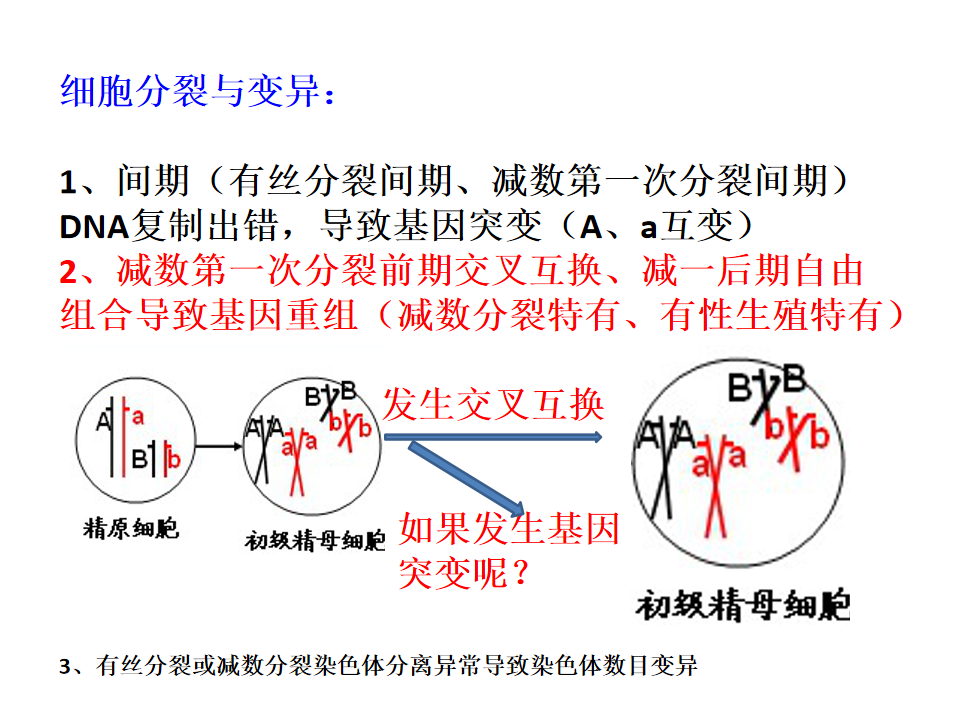 细胞分裂与变异：
1、间期（有丝分裂间期、减数第一次分裂间期）
DNA复制出错，导致基因突变（A、a互变）
2、减数第一次分裂前期交叉互换、减一后期自由
组合导致基因重组（减数分裂特有、有性生殖特有）
A a
B b
精原细胞
B B
A A b b
a a
初级精母细胞
发生交叉互换
如果发生基因
突变呢？
B B
A A b b
a a
初级精母细胞
3、有丝分裂或减数分裂染色体分离异常导致染色体数目变异